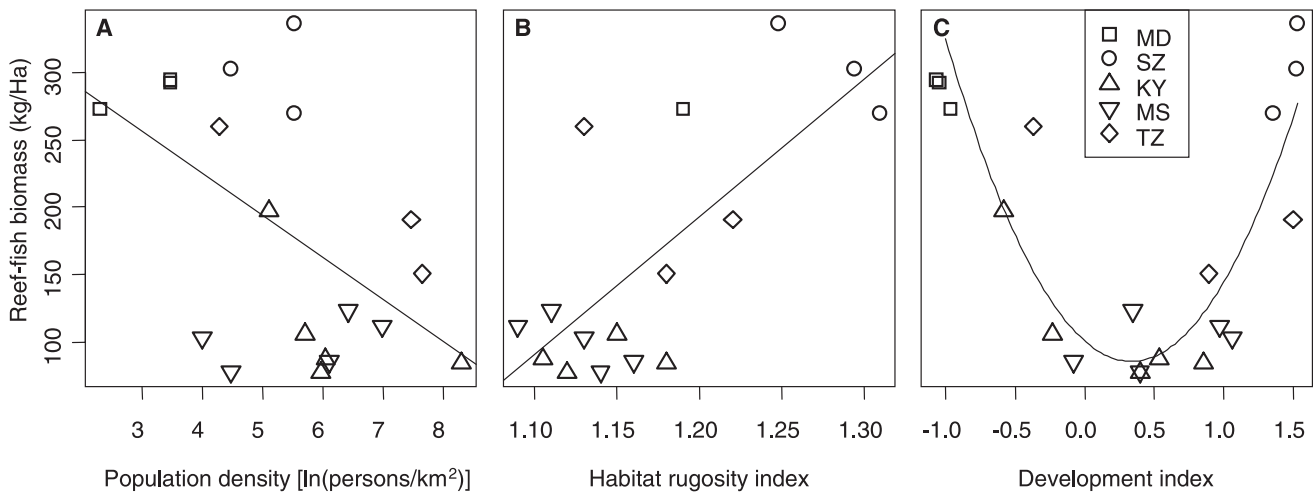 A
B
C
Reef-fish biomass (kg/Ha)
300
250
200
150
100
3 4 5 6 7 8
1.10 1.15 1.20 1.25 1.30
-1.0 -0.5 0.0 0.5 1.0 1.5
MD
SZ
KY
MS
TZ
Population density [ln(persons/km²)]
Habitat rugosity index
Development index